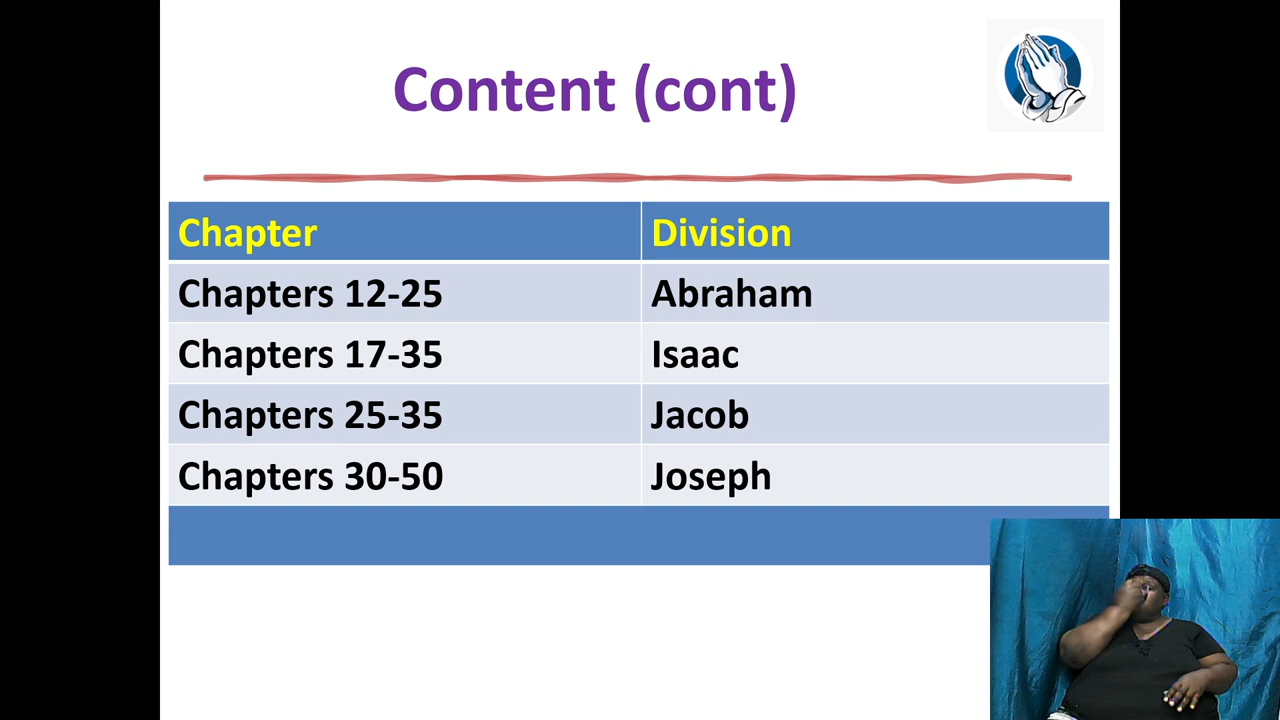 Content (cont)
Chapter Division
Chapters 12-25 Abraham
Chapters 17-35 Isaac
Chapters 25-35 Jacob
Chapters 30-50 Joseph